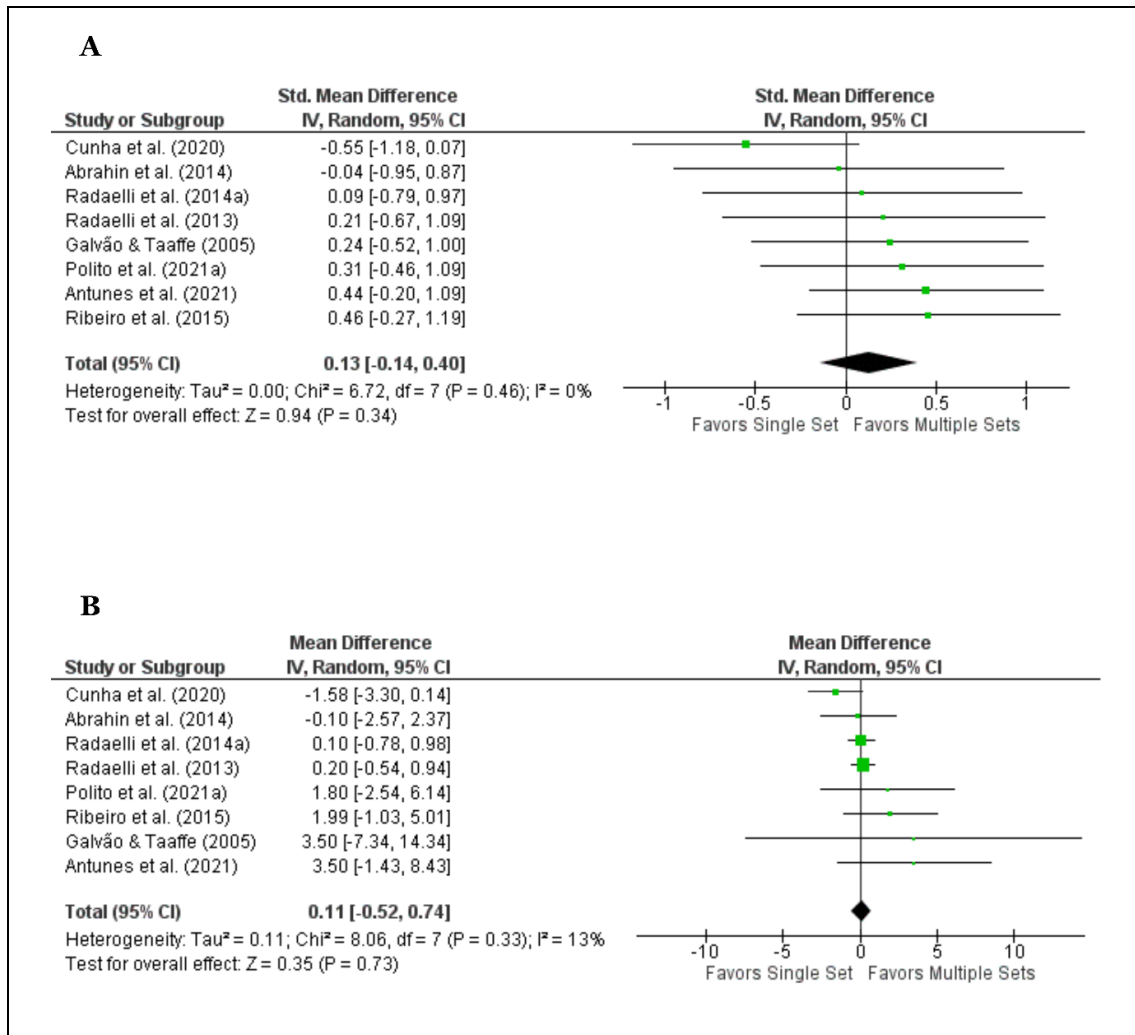 A
Std. Mean Difference Std. Mean Difference
Study or Subgroup IV, Random, 95% CI IV, Random, 95% CI
Cunha et al. (2020) -0.55 [-1.18, 0.07]
Abrahin et al. (2014) -0.04 [-0.95, 0.87]
Radaelli et al. (2014a) 0.09 [-0.79, 0.97]
Radaelli et al. (2013) 0.21 [-0.67, 1.09]
Galvão & Taaffe (2005) 0.24 [-0.52, 1.00]
Polito et al. (2021a) 0.31 [-0.46, 1.09]
Antunes et al. (2021) 0.44 [-0.20, 1.09]
Ribeiro et al. (2015) 0.46 [-0.27, 1.19]
Total (95% CI) 0.13 [-0.14, 0.40]
Heterogeneity: Tau² = 0.00; Chi² = 6.72, df = 7 (P = 0.46); I² = 0%
Test for overall effect: Z = 0.94 (P = 0.34)
-1 -0.5 0 0.5 1
Favors Single Set Favors Multiple Sets
B
Mean Difference Mean Difference
Study or Subgroup IV, Random, 95% CI IV, Random, 95% CI
Cunha et al. (2020) -1.58 [-3.30, 0.14]
Abrahin et al. (2014) -0.10 [-2.57, 2.37]
Radaelli et al. (2014a) 0.10 [-0.78, 0.98]
Radaelli et al. (2013) 0.20 [-0.54, 0.94]
Polito et al. (2021a) 1.80 [-2.54, 6.14]
Ribeiro et al. (2015) 1.99 [-1.03, 5.01]
Galvão & Taaffe (2005) 3.50 [-7.34, 14.34]
Antunes et al. (2021) 3.50 [-1.43, 8.43]
Total (95% CI) 0.11 [-0.52, 0.74]
Heterogeneity: Tau² = 0.11; Chi² = 8.06, df = 7 (P = 0.33); I² = 13%
Test for overall effect: Z = 0.35 (P = 0.73)
-10 -5 0 5 10
Favors Single Set Favors Multiple Sets